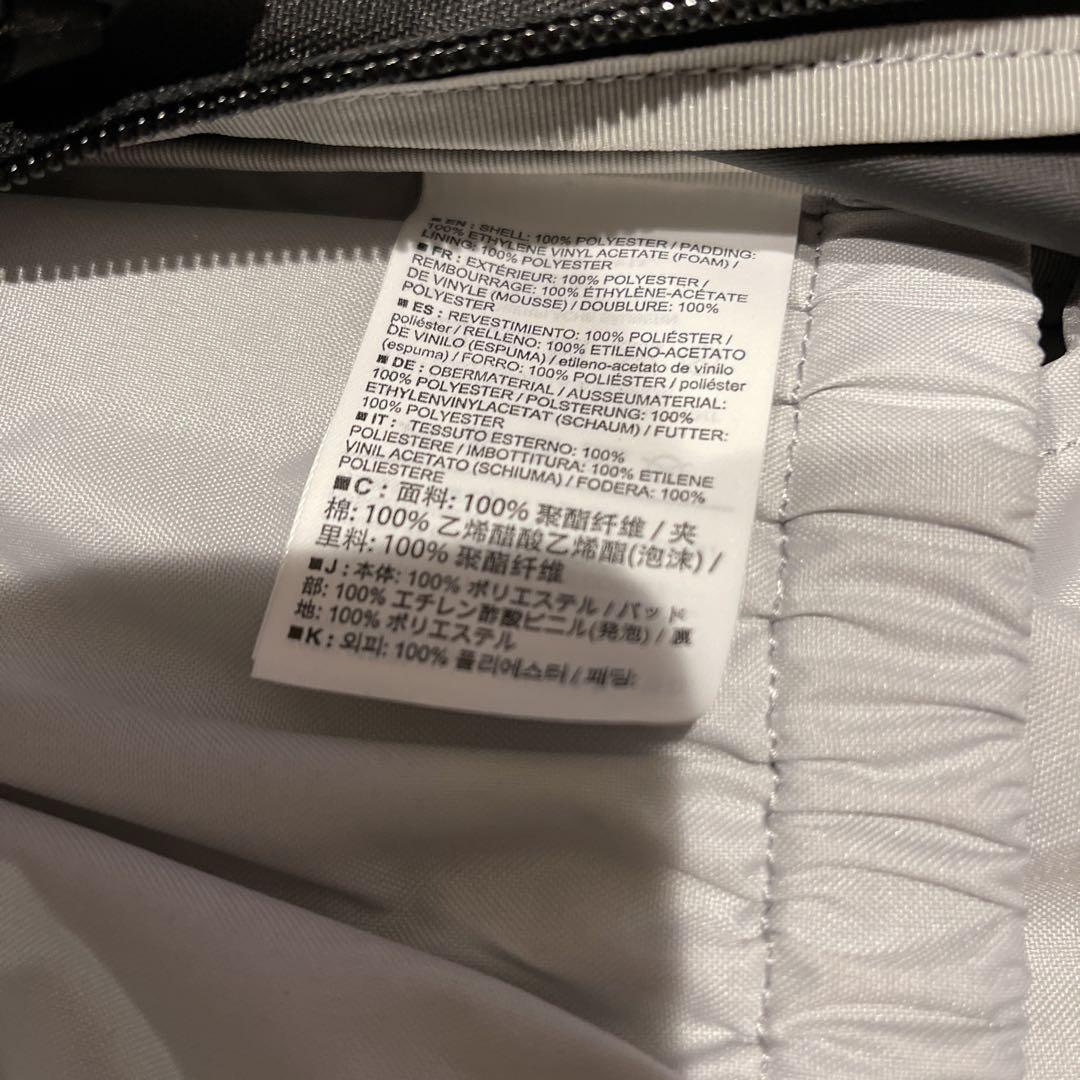 ■ EN : SHELL: 100% POLYESTER / PADDING:
100% ETHYLENE VINYL ACETATE (FOAM) /
LINING: 100% POLYESTER
■ FR : EXTÉRIEUR: 100% POLYESTER /
REMBOURRAGE: 100% ÉTHYLÈNE-ACÉTATE
DE VINYLE (MOUSSE) / DOUBLURE: 100%
POLYESTER
■ ES : REVESTIMIENTO: 100% POLIÉSTER /
poliéster / RELLENO: 100% ETILENO-ACETATO
DE VINILO (ESPUMA) / etileno-acetato de vinilo
(espuma) / FORRO: 100% POLIÉSTER / poliéster
■ DE : OBERMATERIAL / AUSSEUMATERIAL:
100% POLYESTER / POLSTERUNG: 100%
ETHYLENVINYLACETAT (SCHAUM) / FUTTER:
100% POLYESTER
■ IT : TESSUTO ESTERNO: 100%
POLIESTERE / IMBOTTITURA: 100% ETILENE
VINIL ACETATO (SCHIUMA) / FODERA: 100%
POLIESTERE
■ C : 面料: 100% 聚酯纤维 / 夹
棉: 100% 乙烯醋酸乙烯酯(泡沫) /
里料: 100% 聚酯纤维
■ J : 本体: 100% ポリエステル / パッド
部: 100% エチレン酢酸ビニル(発泡) / 裏
地: 100% ポリエステル
■ K : 외피: 100% 폴리에스터 / 패딩: